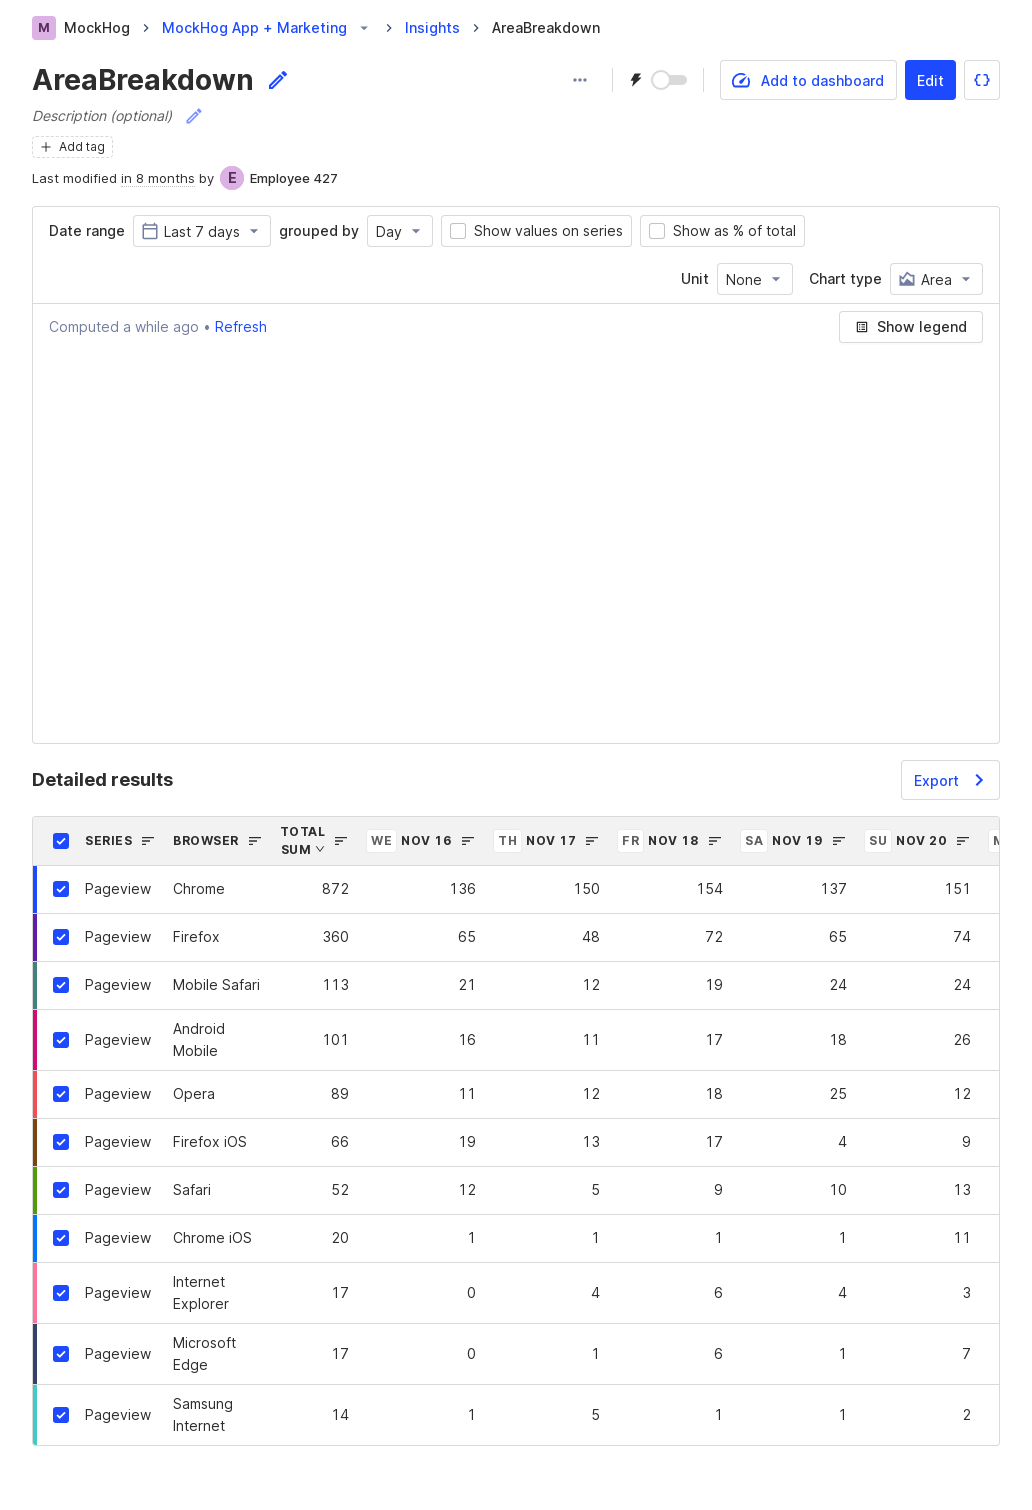 M MockHog MockHog App + Marketing Insights AreaBreakdown
AreaBreakdown
Add to dashboard Edit
Description (optional)
Add tag
Last modified in 8 months by E Employee 427
Date range Last 7 days grouped by Day Show values on series Show as % of total
Unit None Chart type Area
Computed a while ago • Refresh Show legend
Detailed results Export
SERIES BROWSER TOTAL SUM WE NOV 16 TH NOV 17 FR NOV 18 SA NOV 19 SU NOV 20
Pageview Chrome 872 136 150 154 137 151
Pageview Firefox 360 65 48 72 65 74
Pageview Mobile Safari 113 21 12 19 24 24
Pageview Android Mobile 101 16 11 17 18 26
Pageview Opera 89 11 12 18 25 12
Pageview Firefox iOS 66 19 13 17 4 9
Pageview Safari 52 12 5 9 10 13
Pageview Chrome iOS 20 1 1 1 1 11
Pageview Internet Explorer 17 0 4 6 4 3
Pageview Microsoft Edge 17 0 1 6 1 7
Pageview Samsung Internet 14 1 5 1 1 2